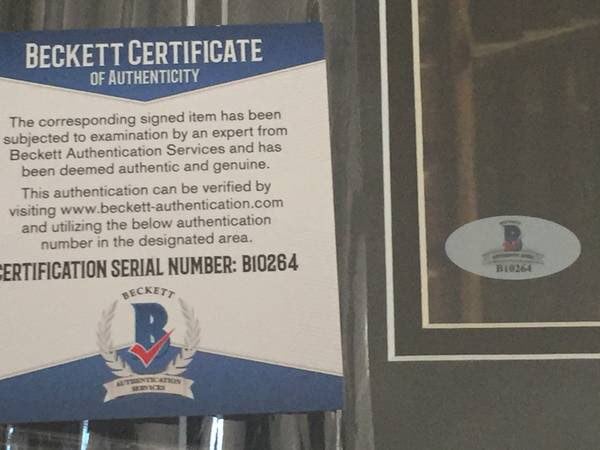 BECKETT CERTIFICATE
OF AUTHENTICITY
The corresponding signed item has been
subjected to examination by an expert from
Beckett Authentication Services and has
been deemed authentic and genuine.
This authentication can be verified by
visiting www.beckett-authentication.com
and utilizing the below authentication
number in the designated area.
CERTIFICATION SERIAL NUMBER: B10264
BECKETT
B
AUTHENTICATION
SERVICES
B
B10264